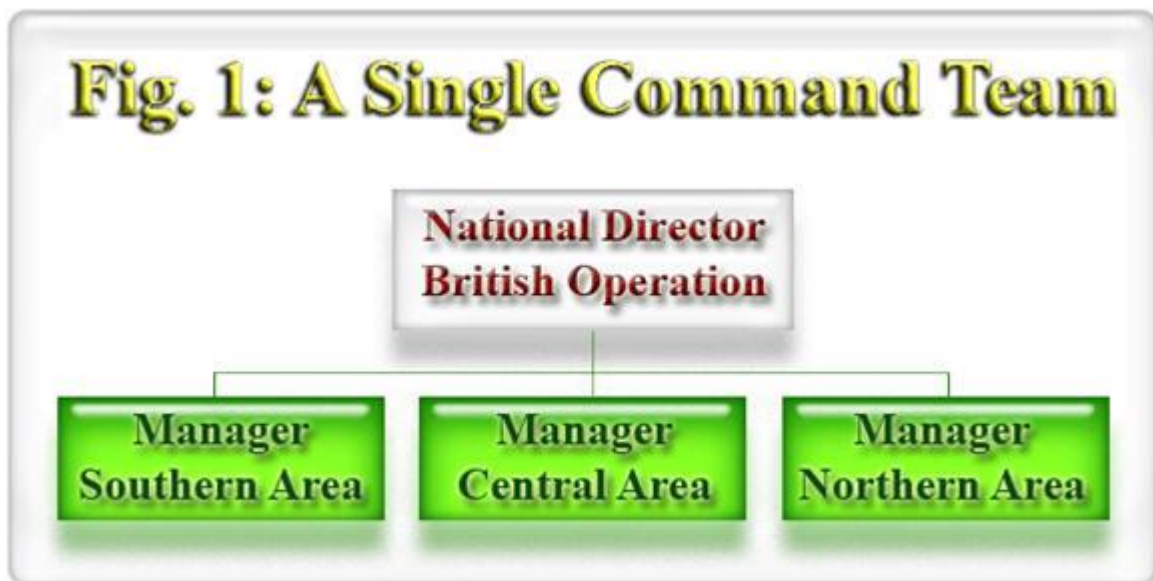 Fig. 1: A Single Command Team
National Director
British Operation
Manager
Southern Area
Manager
Central Area
Manager
Northern Area